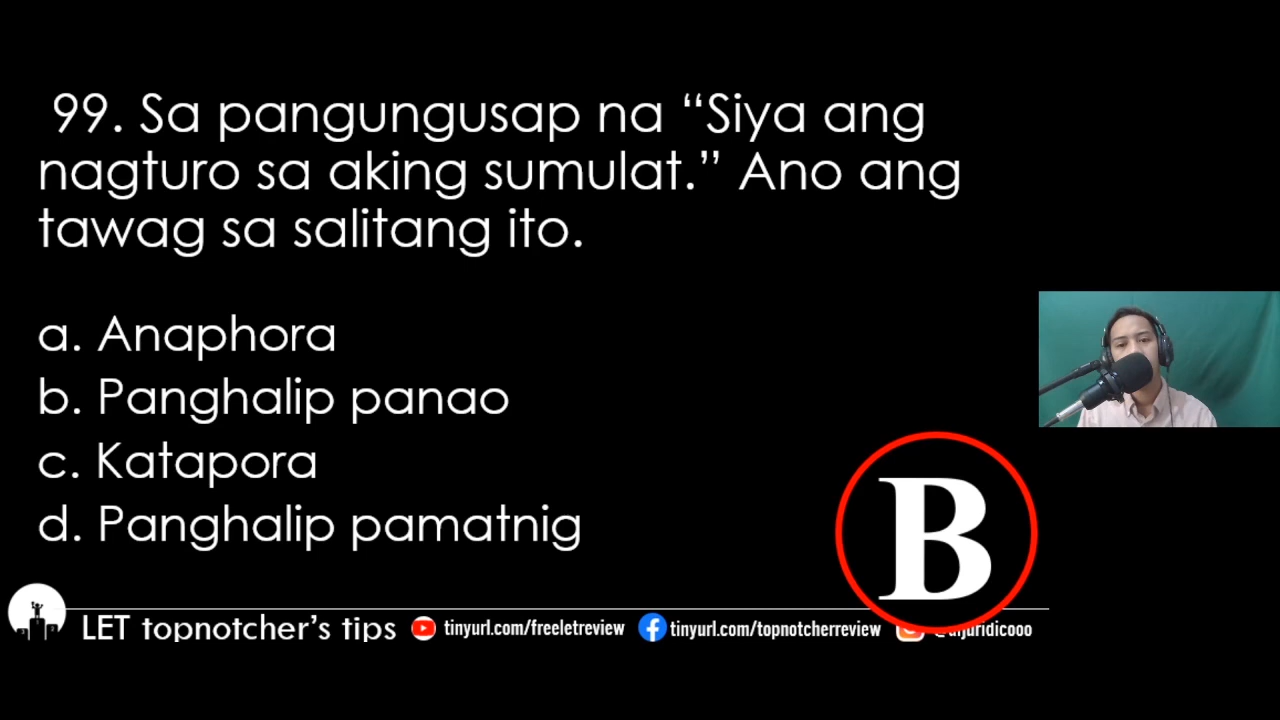 99. Sa pangungusap na “Siya ang
nagturo sa aking sumulat.” Ano ang
tawag sa salitang ito.
a. Anaphora
b. Panghalip panao
c. Katapora
d. Panghalip pamatnig
B
LET topnotcher’s tips
tinyurl.com/freeletreview
tinyurl.com/topnotcherreview